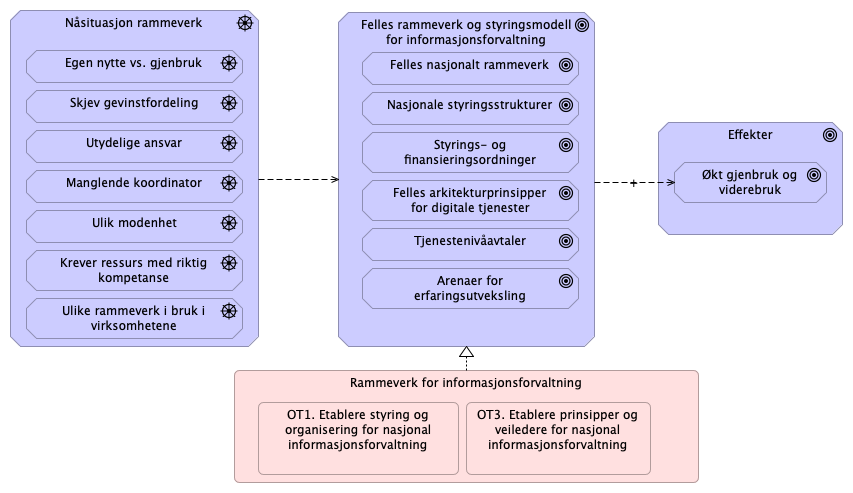 Nåsituasjon rammeverk
Egen nytte vs. gjenbruk
Skjev gevinstfordeling
Utydelige ansvar
Manglende koordinator
Ulik modenhet
Krever ressurs med riktig
kompetanse
Ulike rammeverk i bruk i
virksomhetene
Felles rammeverk og styringsmodell
for informasjonsforvaltning
Felles nasjonalt rammeverk
Nasjonale styringsstrukturer
Styrings- og
finansieringsordninger
Felles arkitekturprinsipper
for digitale tjenester
Tjenestenivåavtaler
Arenaer for
erfaringsutveksling
+
Effekter
Økt gjenbruk og
viderebruk
Rammeverk for informasjonsforvaltning
OT1. Etablere styring og
organisering for nasjonal
informasjonsforvaltning
OT3. Etablere prinsipper og
veiledere for nasjonal
informasjonsforvaltning